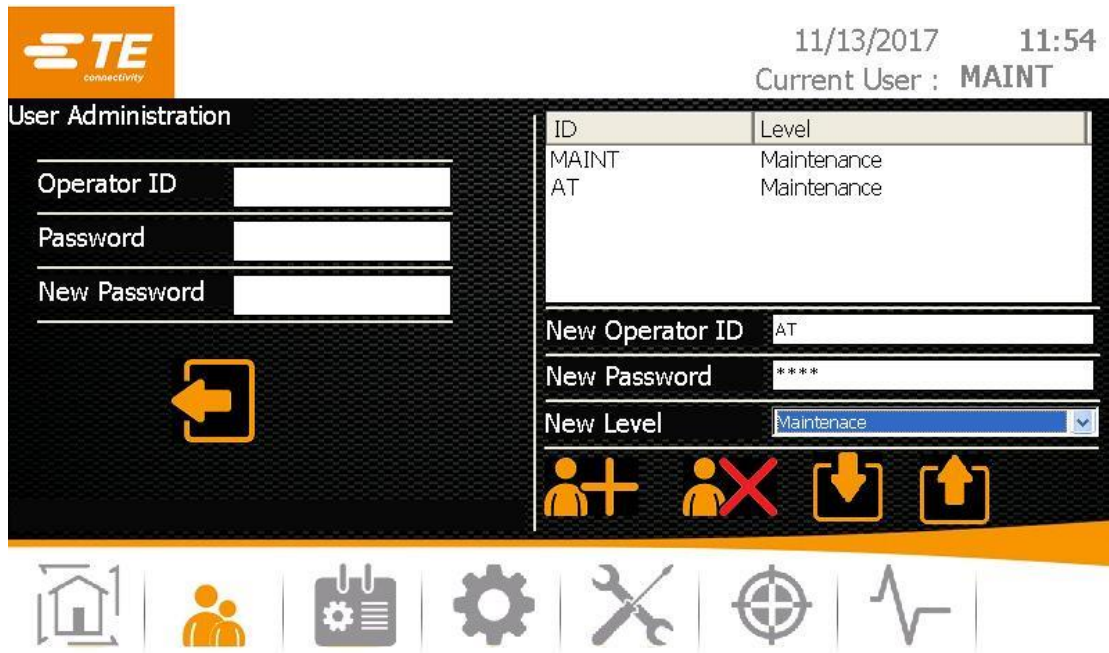 TE
connectivity
11/13/2017 11:54
Current User : MAINT
User Administration
Operator ID
Password
New Password
ID Level
MAINT Maintenance
AT Maintenance
New Operator ID AT
New Password ****
New Level Maintenace